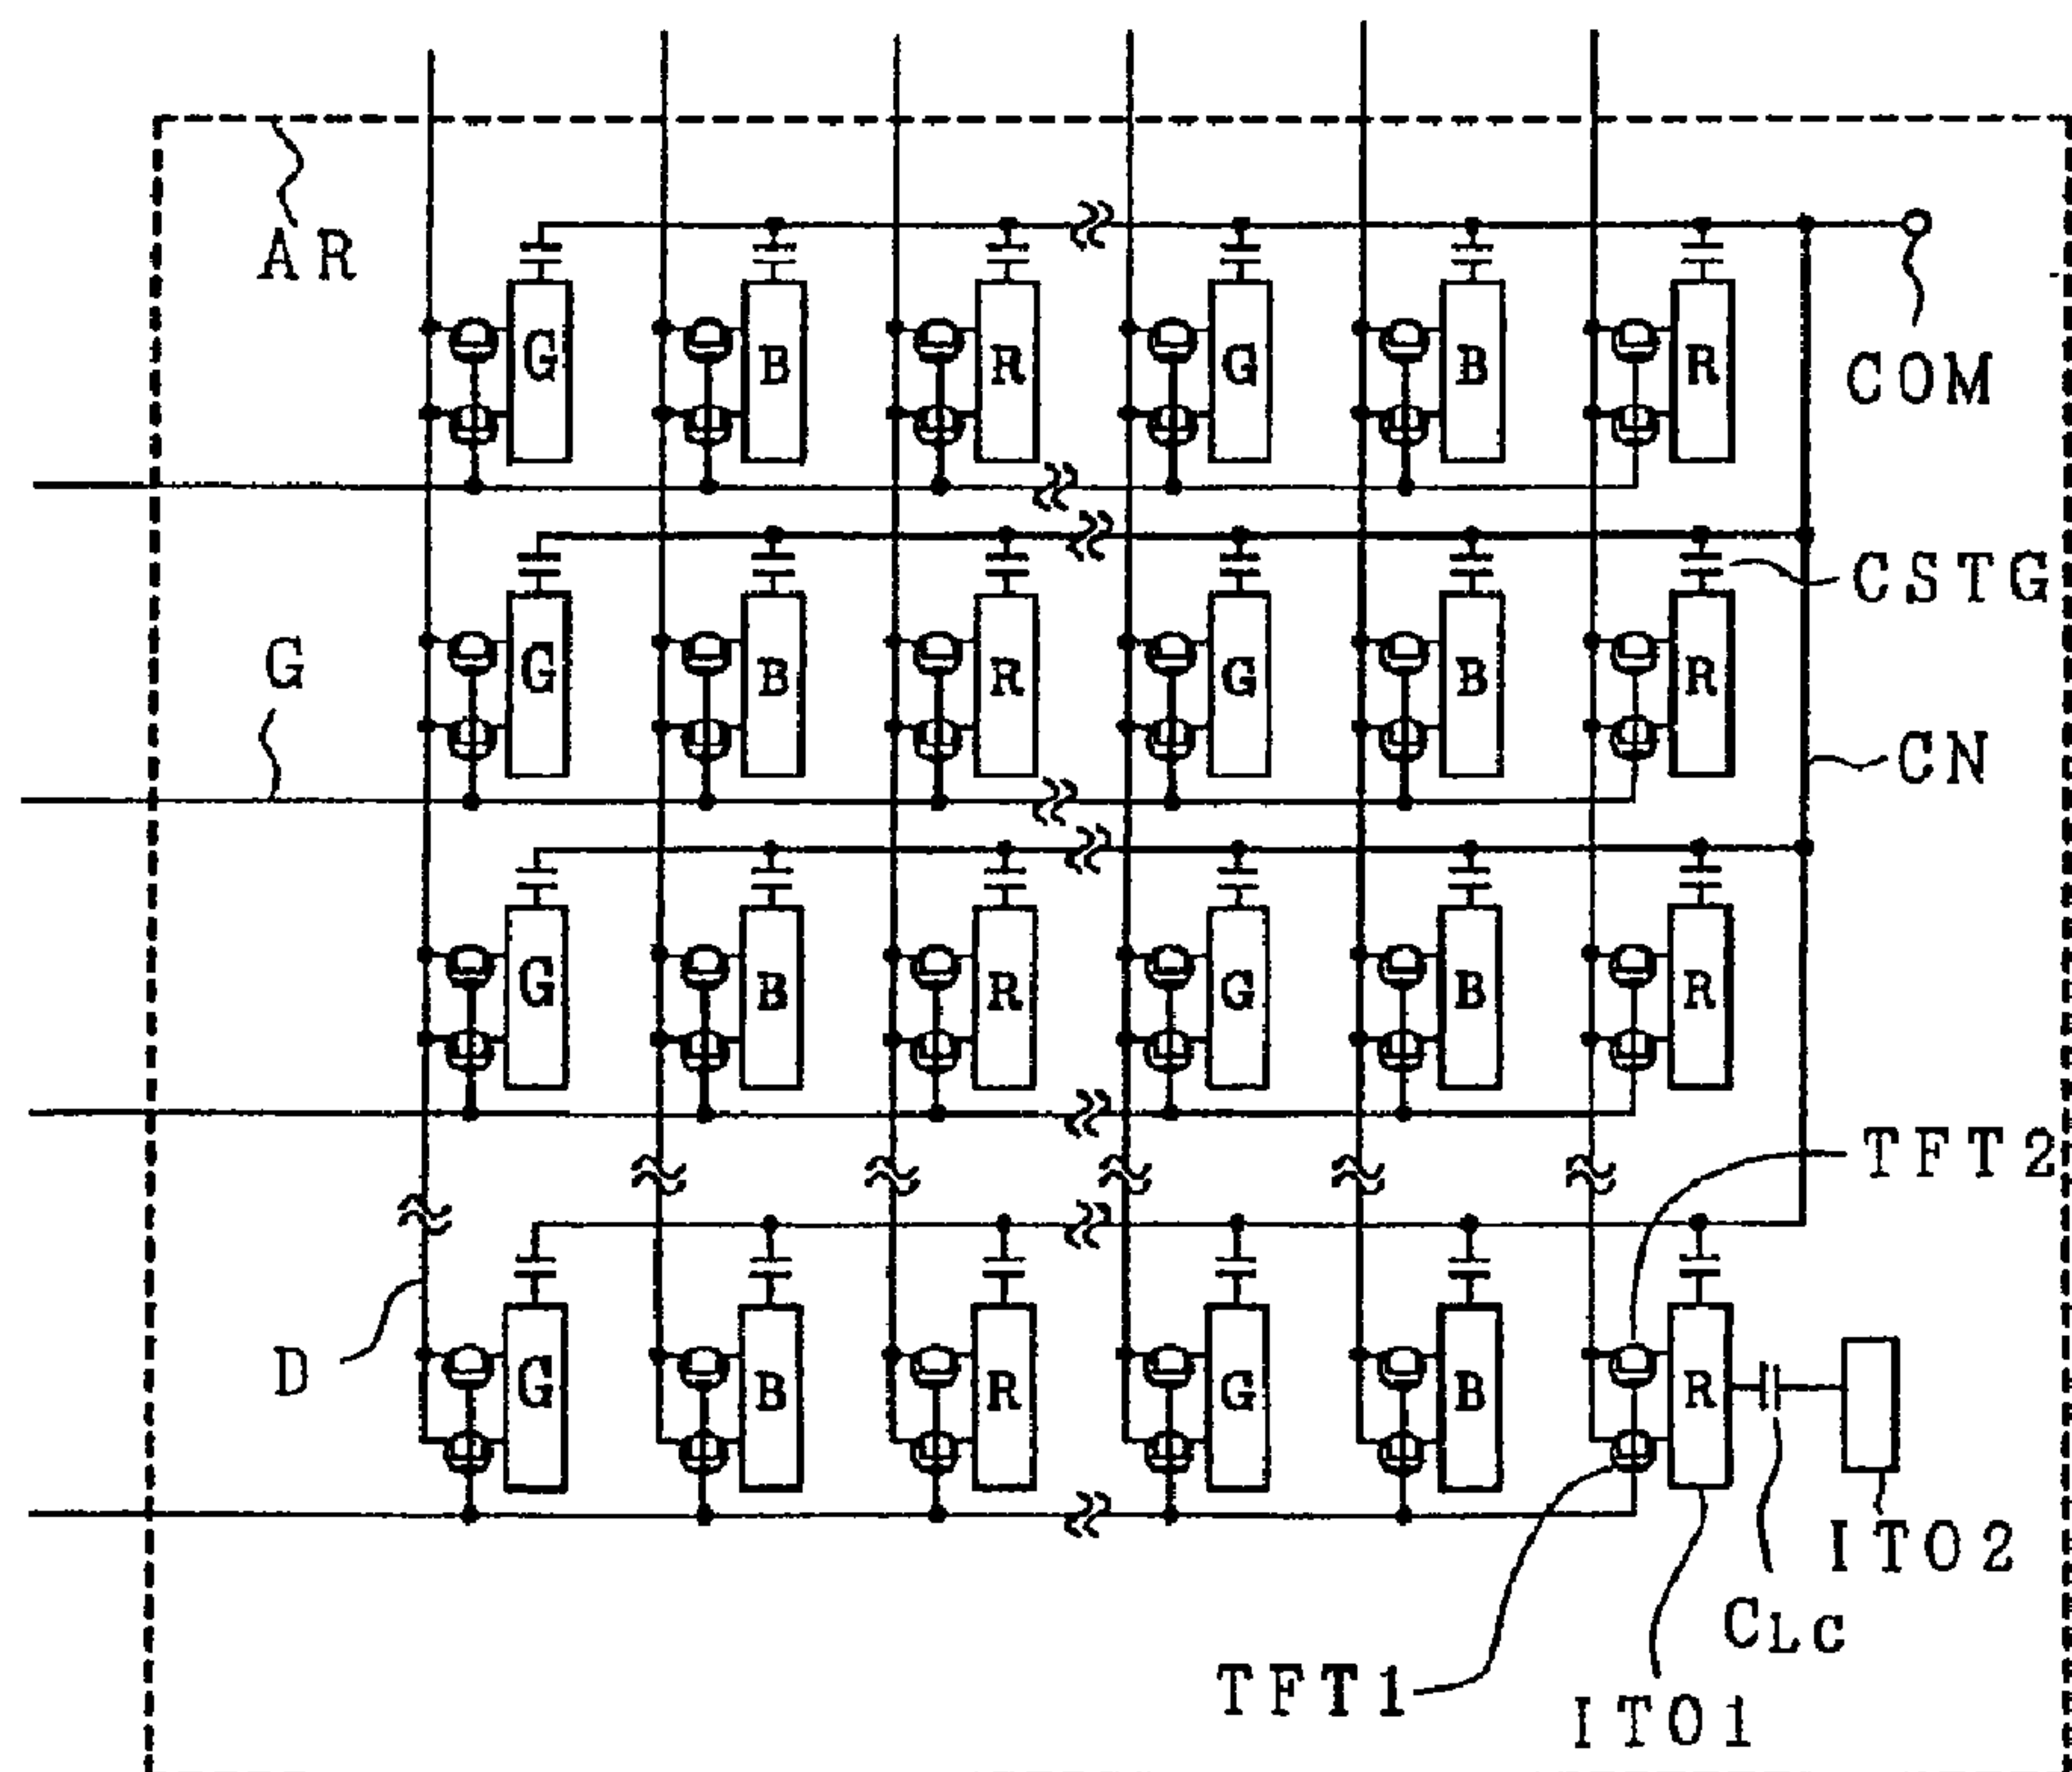 AR
G B R G B R
COM
G B R G B R
CSTG
G
CN
G B R G B R
TFT2
G B R G B R
D
ITO2
CLC
TFT1
ITO1